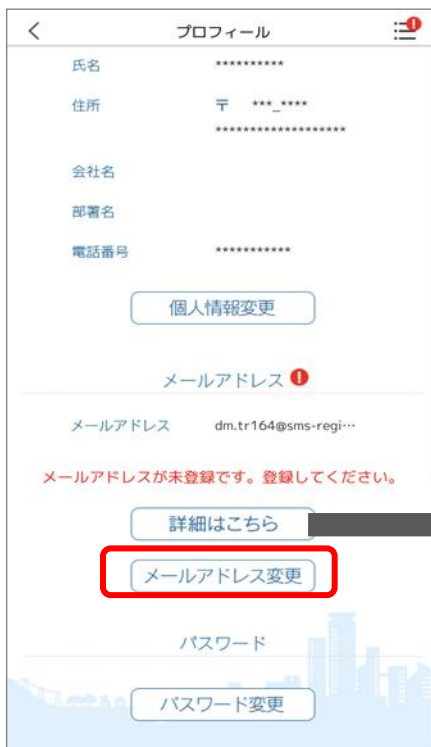 プロフィール
氏名 **********
住所 〒 ***_****
*******************
会社名
部署名
電話番号 ***********
個人情報変更
メールアドレス
メールアドレス dm.tr164@sms-regi…
メールアドレスが未登録です。登録してください。
詳細はこちら
メールアドレス変更
パスワード
パスワード変更